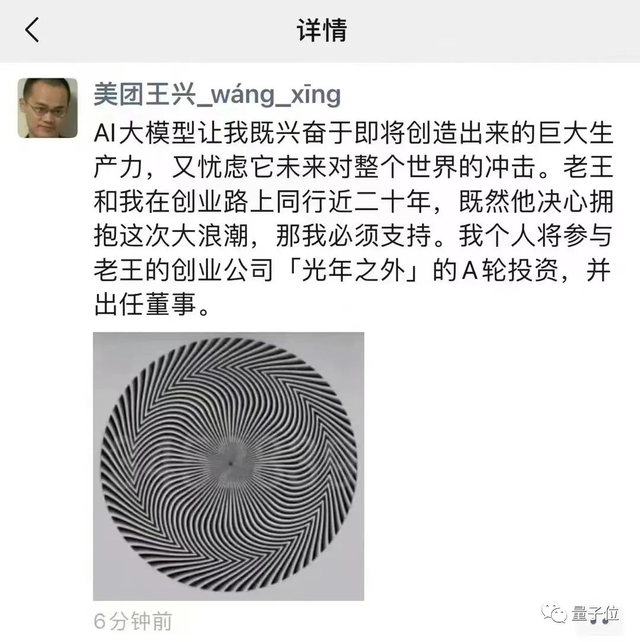 详情
美团王兴_wáng_xīng
AI大模型让我既兴奋于即将创造出来的巨大生
产力，又忧虑它未来对整个世界的冲击。老王
和我在创业路上同行近二十年，既然他决心拥
抱这次大浪潮，那我必须支持。我个人将参与
老王的创业公司「光年之外」的A轮投资，并
出任董事。
6分钟前
量子位